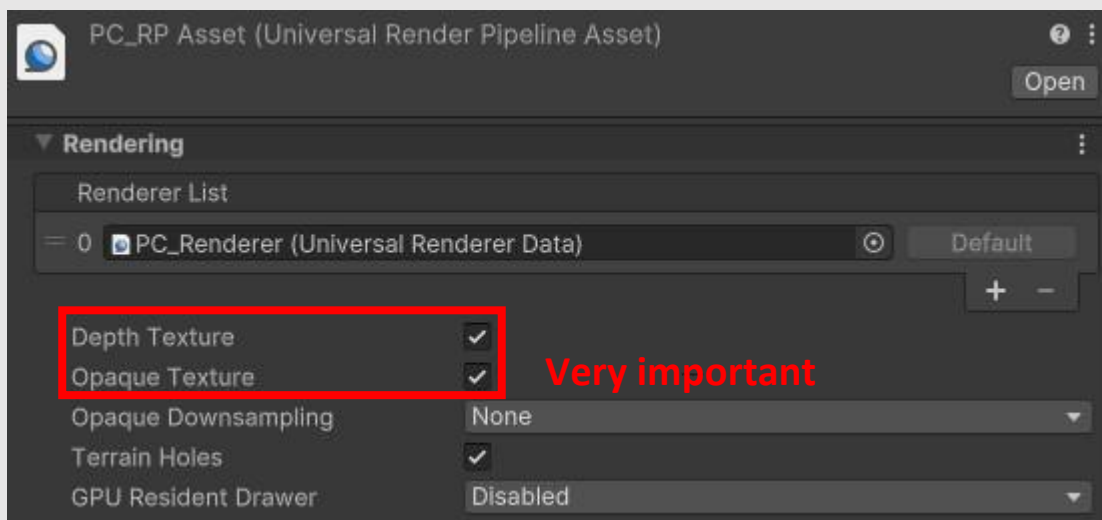 PC_RP Asset (Universal Render Pipeline Asset)
Open
Rendering
Renderer List
0 PC_Renderer (Universal Renderer Data) Default
+ −
Depth Texture
Opaque Texture
Very important
Opaque Downsampling None
Terrain Holes
GPU Resident Drawer Disabled